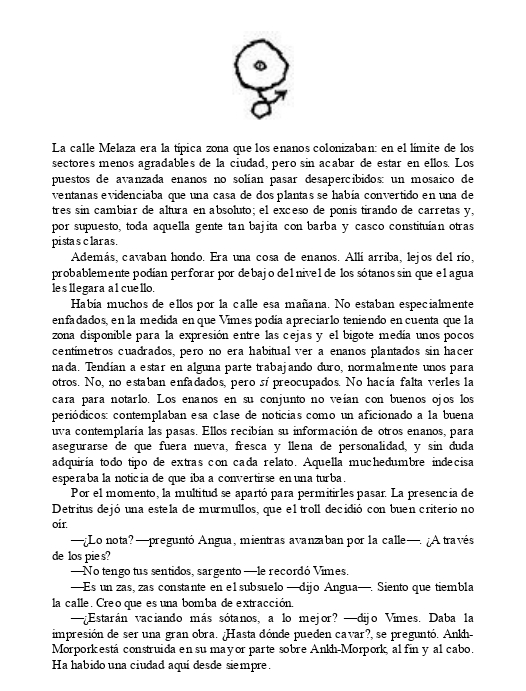 La calle Melaza era la típica zona que los enanos colonizaban: en el límite de los
sectores menos agradables de la ciudad, pero sin acabar de estar en ellos. Los
puestos de avanzada enanos no solían pasar desapercibidos: un mosaico de
ventanas evidenciaba que una casa de dos plantas se había convertido en una de
tres sin cambiar de altura en absoluto; el exceso de ponis tirando de carretas y,
por supuesto, toda aquella gente tan bajita con barba y casco constituían otras
pistas claras.
Además, cavaban hondo. Era una cosa de enanos. Allí arriba, lejos del río,
probablemente podían perforar por debajo del nivel de los sótanos sin que el agua
les llegara al cuello.
Había muchos de ellos por la calle esa mañana. No estaban especialmente
enfadados, en la medida en que Vimes podía apreciarlo teniendo en cuenta que la
zona disponible para la expresión entre las cejas y el bigote medía unos pocos
centímetros cuadrados, pero no era habitual ver a enanos plantados sin hacer
nada. Tendían a estar en alguna parte trabajando duro, normalmente unos para
otros. No, no estaban enfadados, pero sí preocupados. No hacía falta verles la
cara para notarlo. Los enanos en su conjunto no veían con buenos ojos los
periódicos: contemplaban esa clase de noticias como un aficionado a la buena
uva contemplaría las pasas. Ellos recibían su información de otros enanos, para
asegurarse de que fuera nueva, fresca y llena de personalidad, y sin duda
adquiría todo tipo de extras con cada relato. Aquella muchedumbre indecisa
esperaba la noticia de que iba a convertirse en una turba.
Por el momento, la multitud se apartó para permitirles pasar. La presencia de
Detritus dejó una estela de murmullos, que el troll decidió con buen criterio no
oír.
—¿Lo nota? —preguntó Angua, mientras avanzaban por la calle—. ¿A través
de los pies?
—No tengo tus sentidos, sargento —le recordó Vimes.
—Es un zas, zas constante en el subsuelo —dijo Angua—. Siento que tiembla
la calle. Creo que es una bomba de extracción.
—¿Estarán vaciando más sótanos, a lo mejor? —dijo Vimes. Daba la
impresión de ser una gran obra. ¿Hasta dónde pueden cavar?, se preguntó. Ankh-
Morpork está construida en su mayor parte sobre Ankh-Morpork, al fin y al cabo.
Ha habido una ciudad aquí desde siempre.